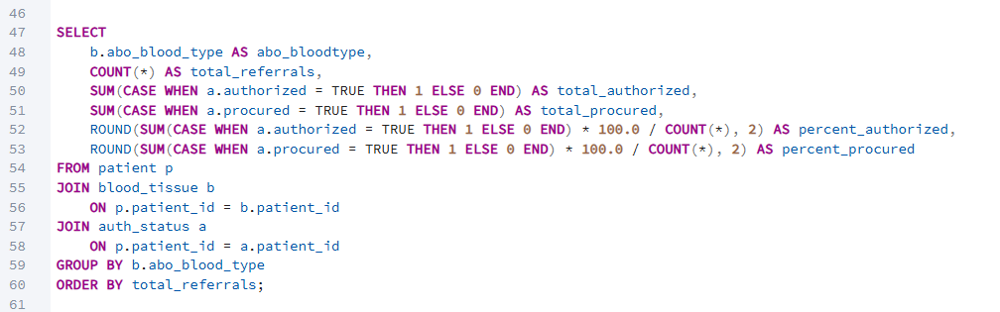 46
47 SELECT
48     b.abo_blood_type AS abo_bloodtype,
49     COUNT(*) AS total_referrals,
50     SUM(CASE WHEN a.authorized = TRUE THEN 1 ELSE 0 END) AS total_authorized,
51     SUM(CASE WHEN a.procured = TRUE THEN 1 ELSE 0 END) AS total_procured,
52     ROUND(SUM(CASE WHEN a.authorized = TRUE THEN 1 ELSE 0 END) * 100.0 / COUNT(*), 2) AS percent_authorized,
53     ROUND(SUM(CASE WHEN a.procured = TRUE THEN 1 ELSE 0 END) * 100.0 / COUNT(*), 2) AS percent_procured
54 FROM patient p
55 JOIN blood_tissue b
56     ON p.patient_id = b.patient_id
57 JOIN auth_status a
58     ON p.patient_id = a.patient_id
59 GROUP BY b.abo_blood_type
60 ORDER BY total_referrals;
61